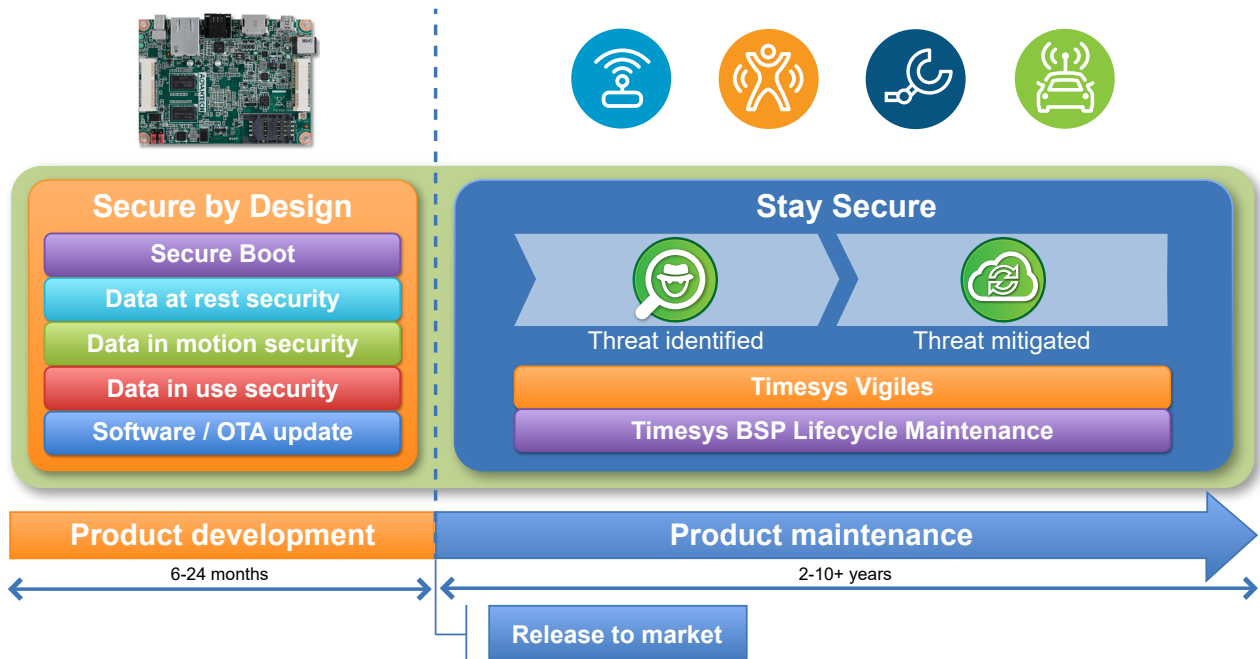 ADVANTECH
Secure by Design
Secure Boot
Data at rest security
Data in motion security
Data in use security
Software / OTA update
Stay Secure
Threat identified
Threat mitigated
Timesys Vigiles
Timesys BSP Lifecycle Maintenance
Product development
Product maintenance
6-24 months
2-10+ years
Release to market